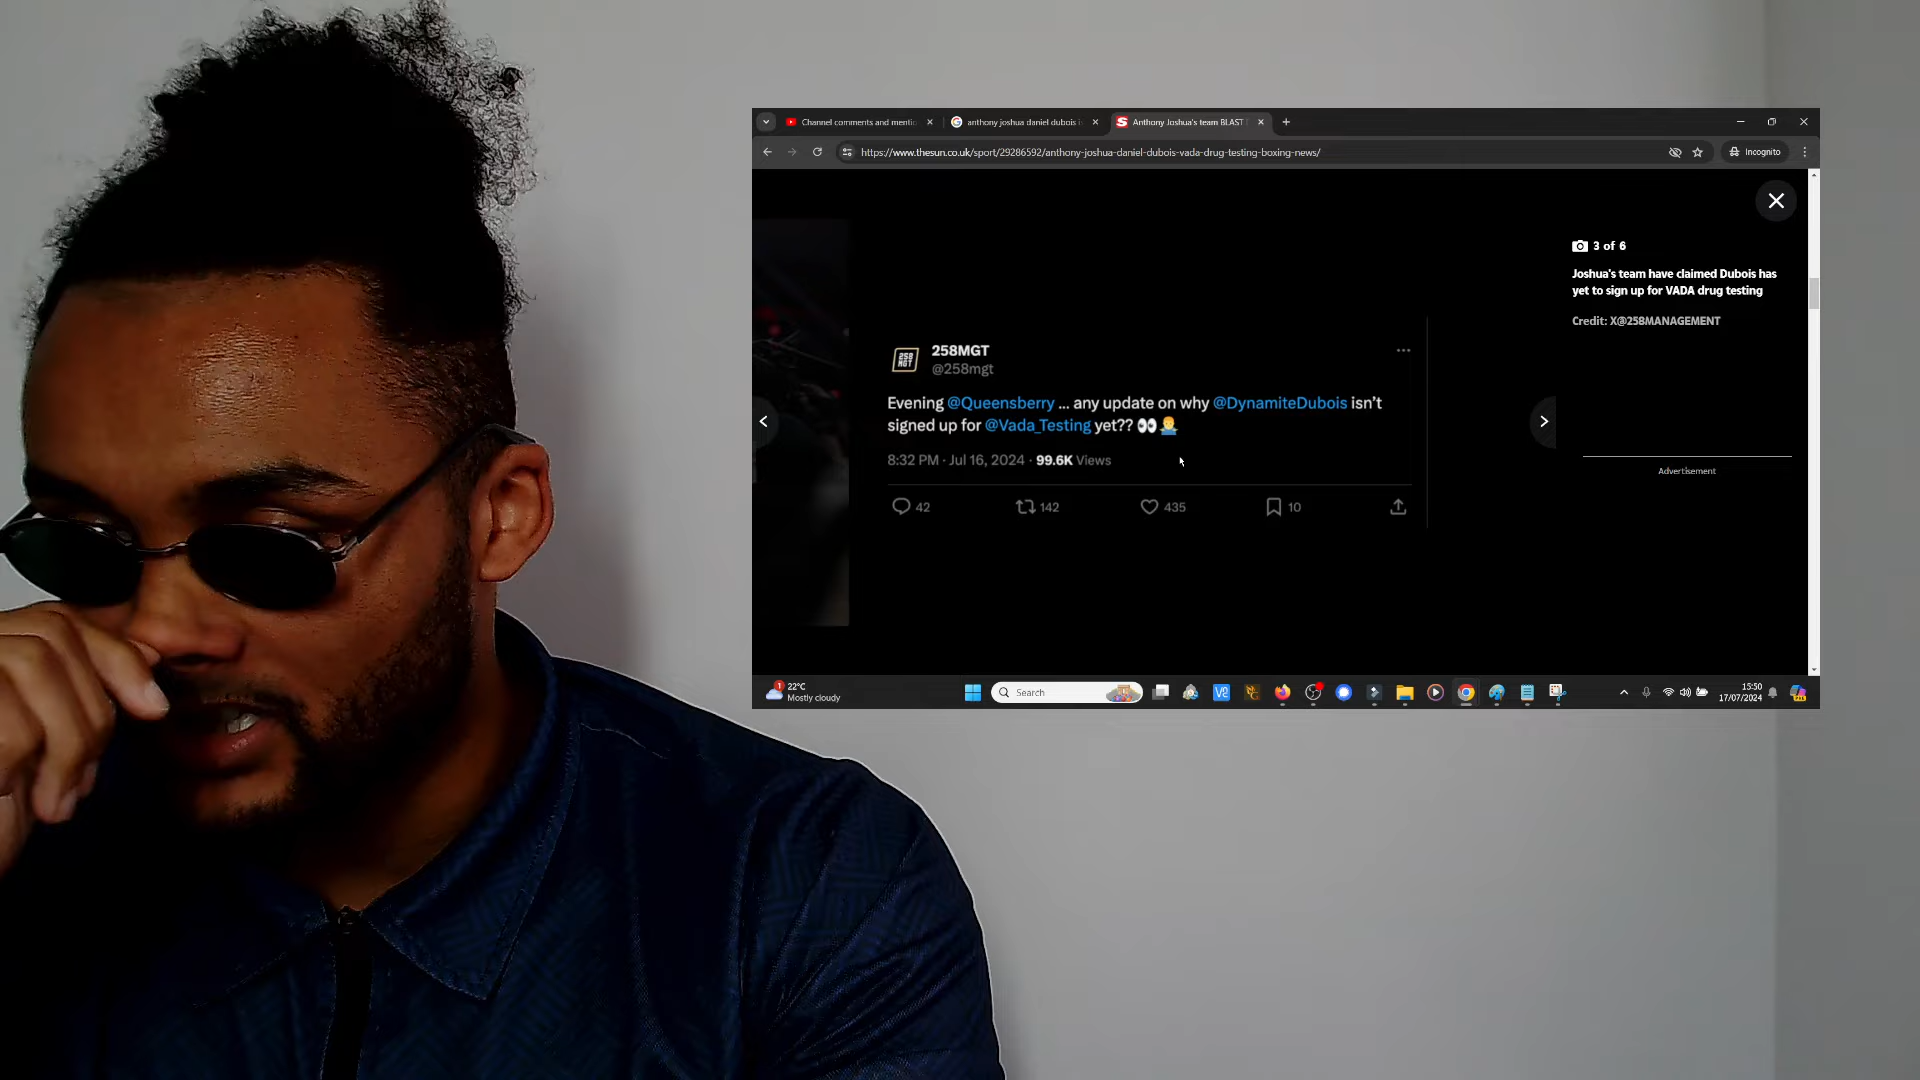 Channel comments and mentio
anthony joshua daniel dubois
Anthony Joshua's team BLAST
https://www.thesun.co.uk/sport/29286592/anthony-joshua-daniel-dubois-vada-drug-testing-boxing-news/
Incognito
3 of 6
Joshua's team have claimed Dubois has
yet to sign up for VADA drug testing
Credit: X@258MANAGEMENT
Advertisement
258
MGT
258MGT
@258mgt
Evening @Queensberry ... any update on why @DynamiteDubois isn't
signed up for @Vada_Testing yet??
8:32 PM · Jul 16, 2024 · 99.6K Views
42
142
435
10
1
22°C
Mostly cloudy
Search
15:50
17/07/2024